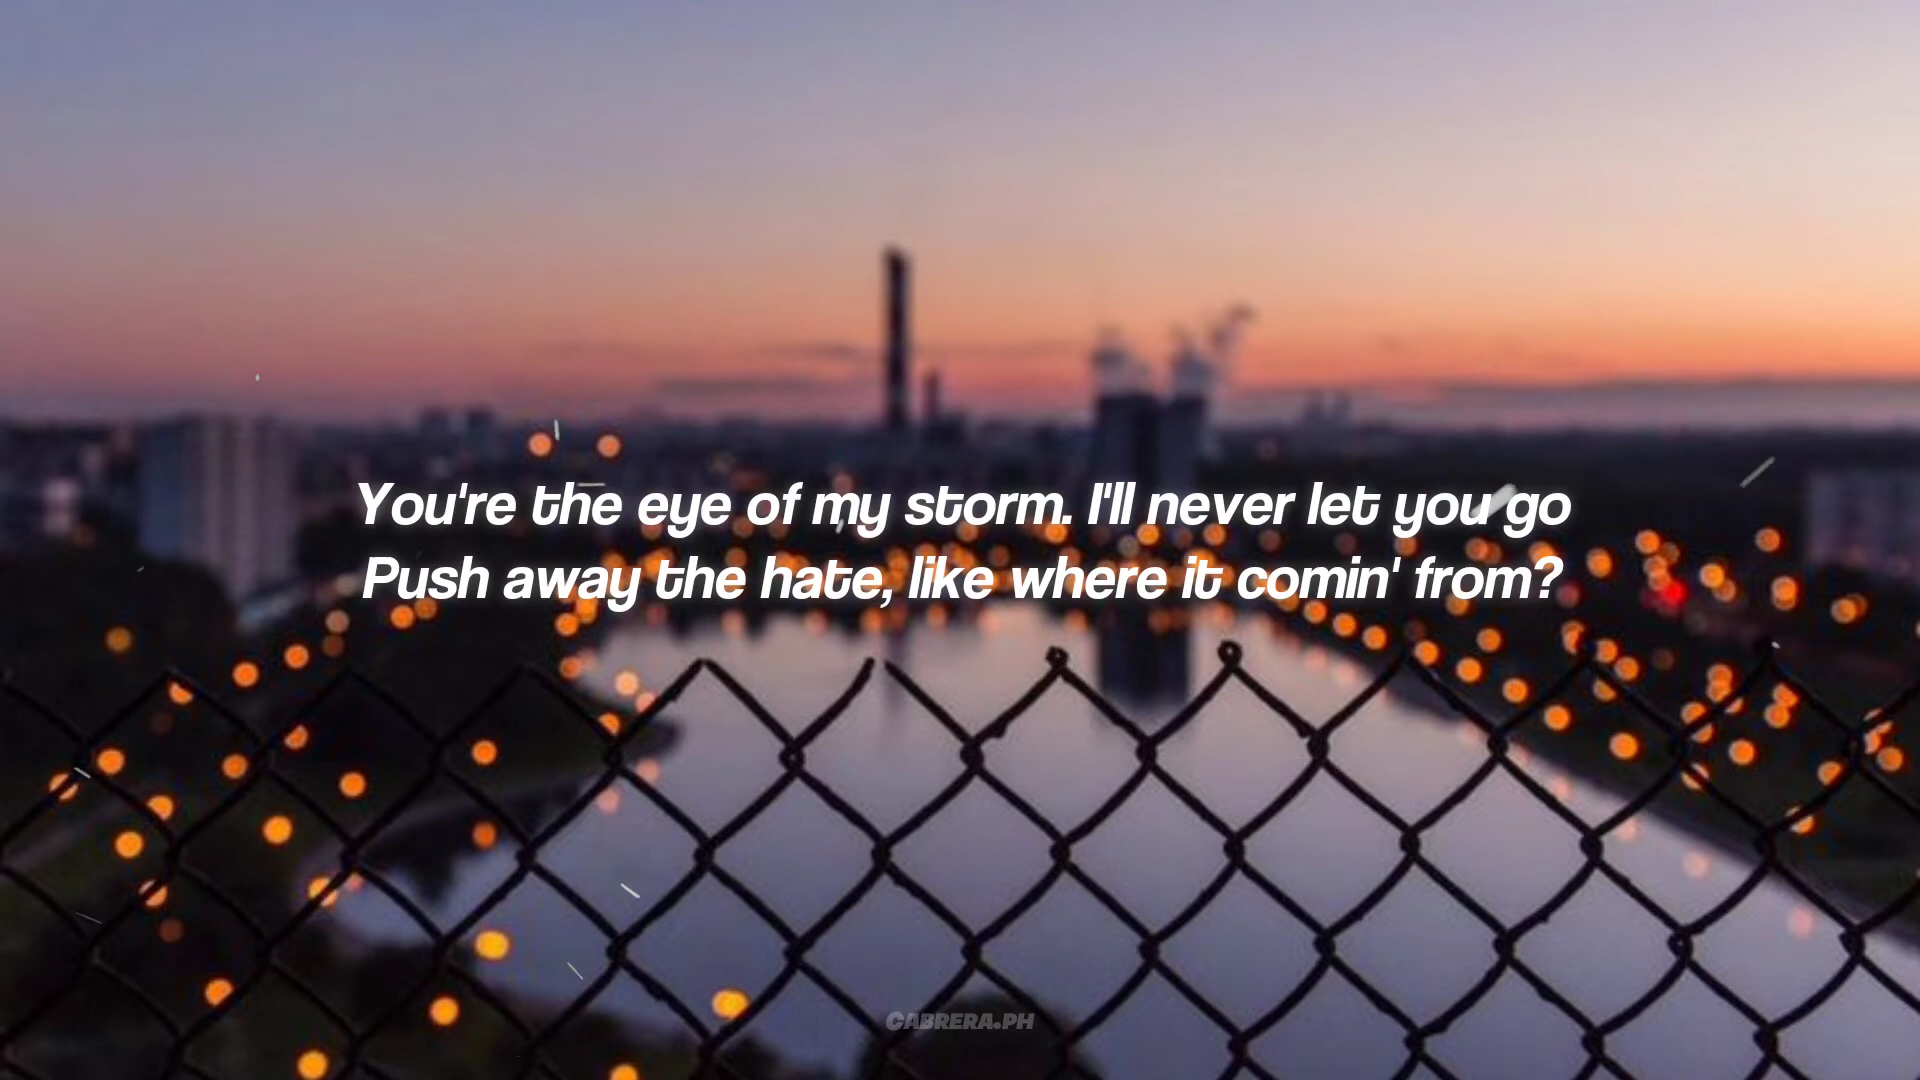 You're the eye of my storm. I'll never let you go
Push away the hate, like where it comin' from?
CABRERA.PH